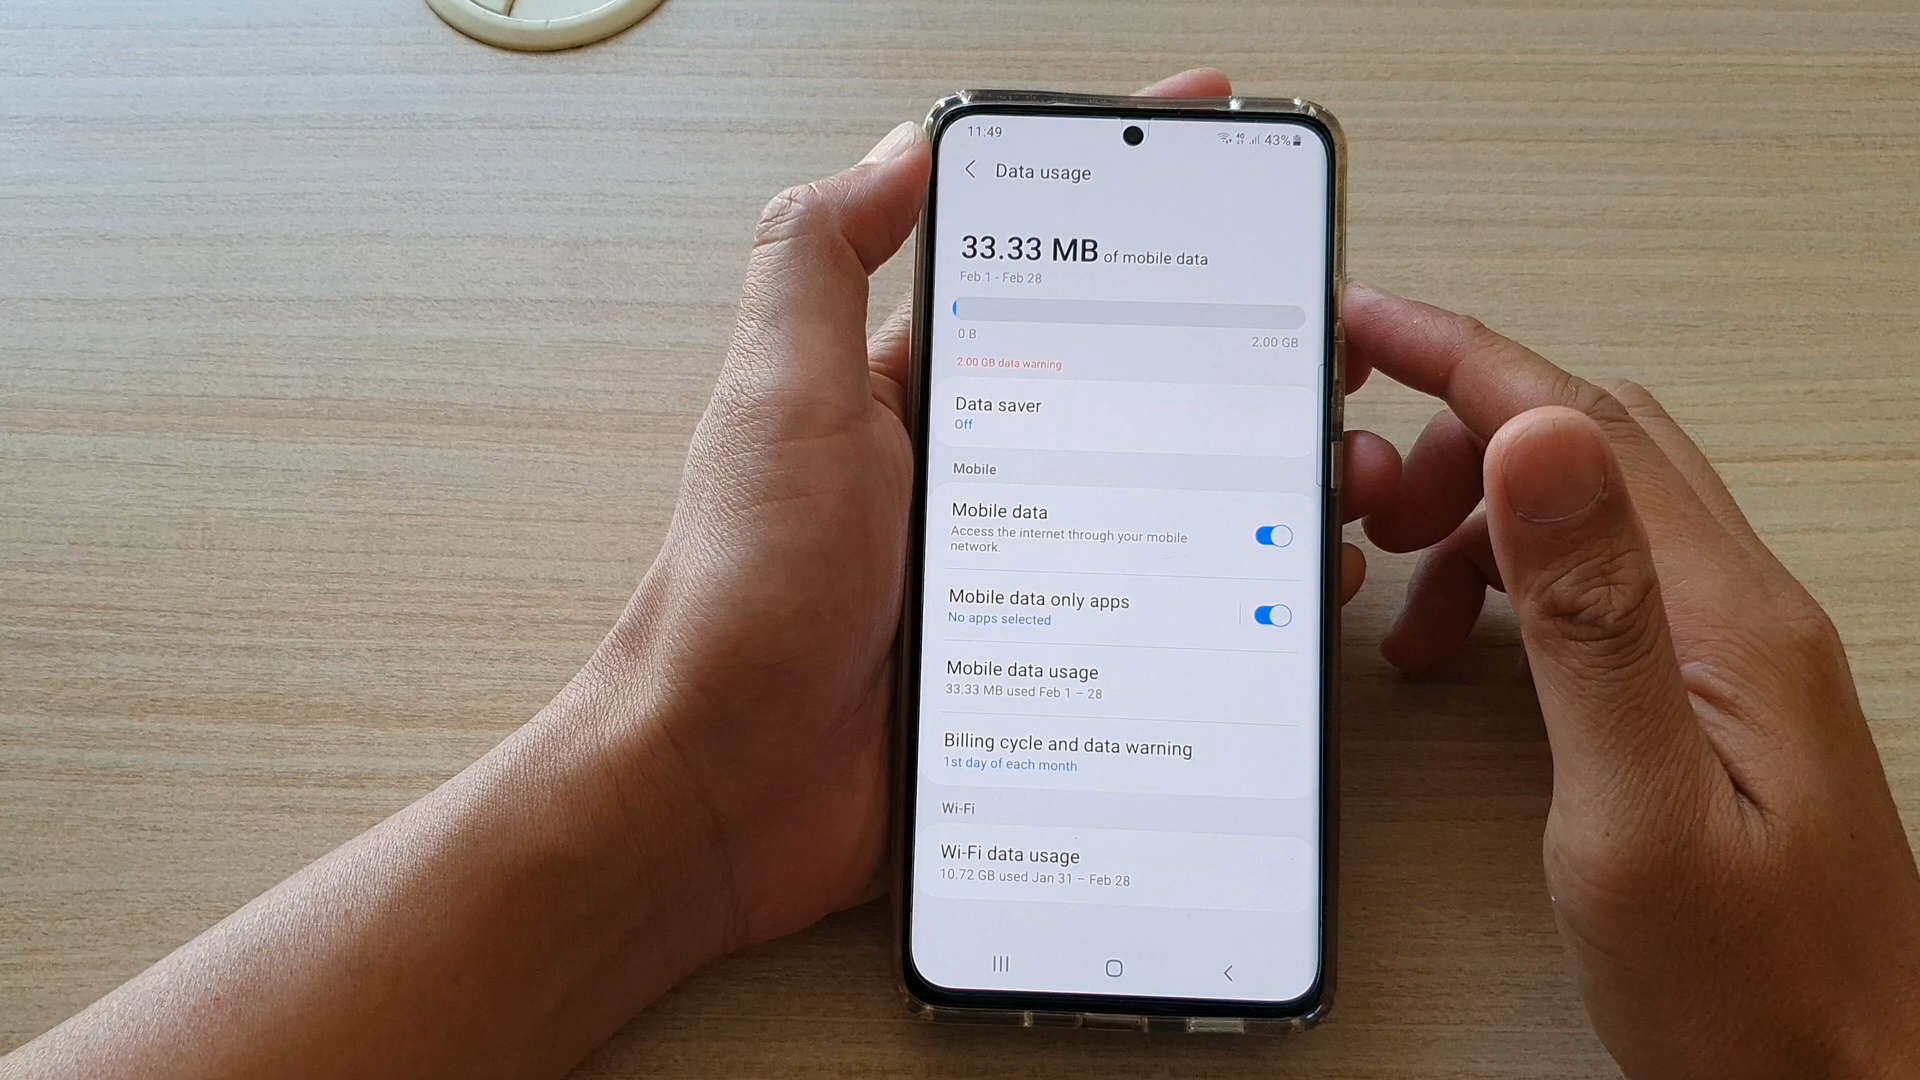 11:49
4G 43%
Data usage
33.33 MB of mobile data
Feb 1 - Feb 28
0 B
2.00 GB
2.00 GB data warning
Data saver
Off
Mobile
Mobile data
Access the internet through your mobile
network.
Mobile data only apps
No apps selected
Mobile data usage
33.33 MB used Feb 1 – 28
Billing cycle and data warning
1st day of each month
Wi-Fi
Wi-Fi data usage
10.72 GB used Jan 31 – Feb 28